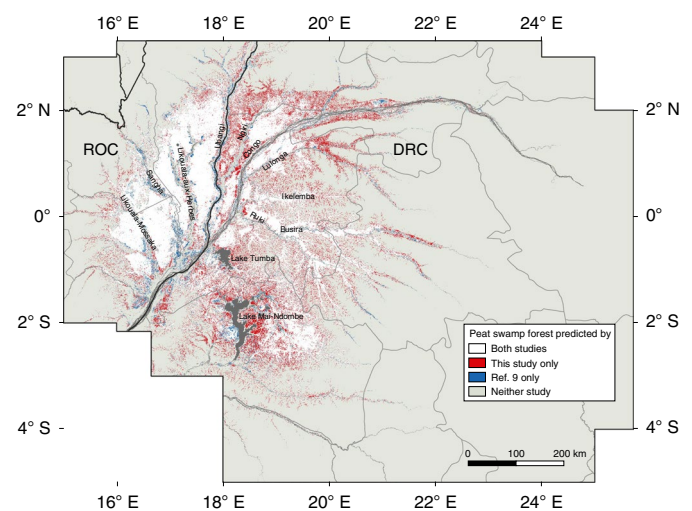 16° E 18° E 20° E 22° E 24° E
2° N 2° N
ROC
DRC
Ubangi
Ngiri
Congo
Lulonga
Likouala-aux-Herbes
Sangha
Likouala-Mossaka
Ikelemba
0° 0°
Ruki
Busira
Lake Tumba
Lake Mai-Ndombe
2° S 2° S
Peat swamp forest predicted by
Both studies
This study only
Ref. 9 only
Neither study
4° S 4° S
0 100 200 km
16° E 18° E 20° E 22° E 24° E